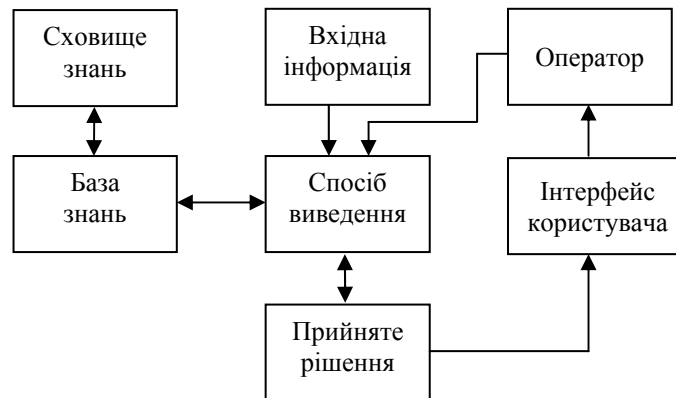 Сховище
знань
Вхідна
інформація
Оператор
База
знань
Спосіб
виведення
Інтерфейс
користувача
Прийняте
рішення